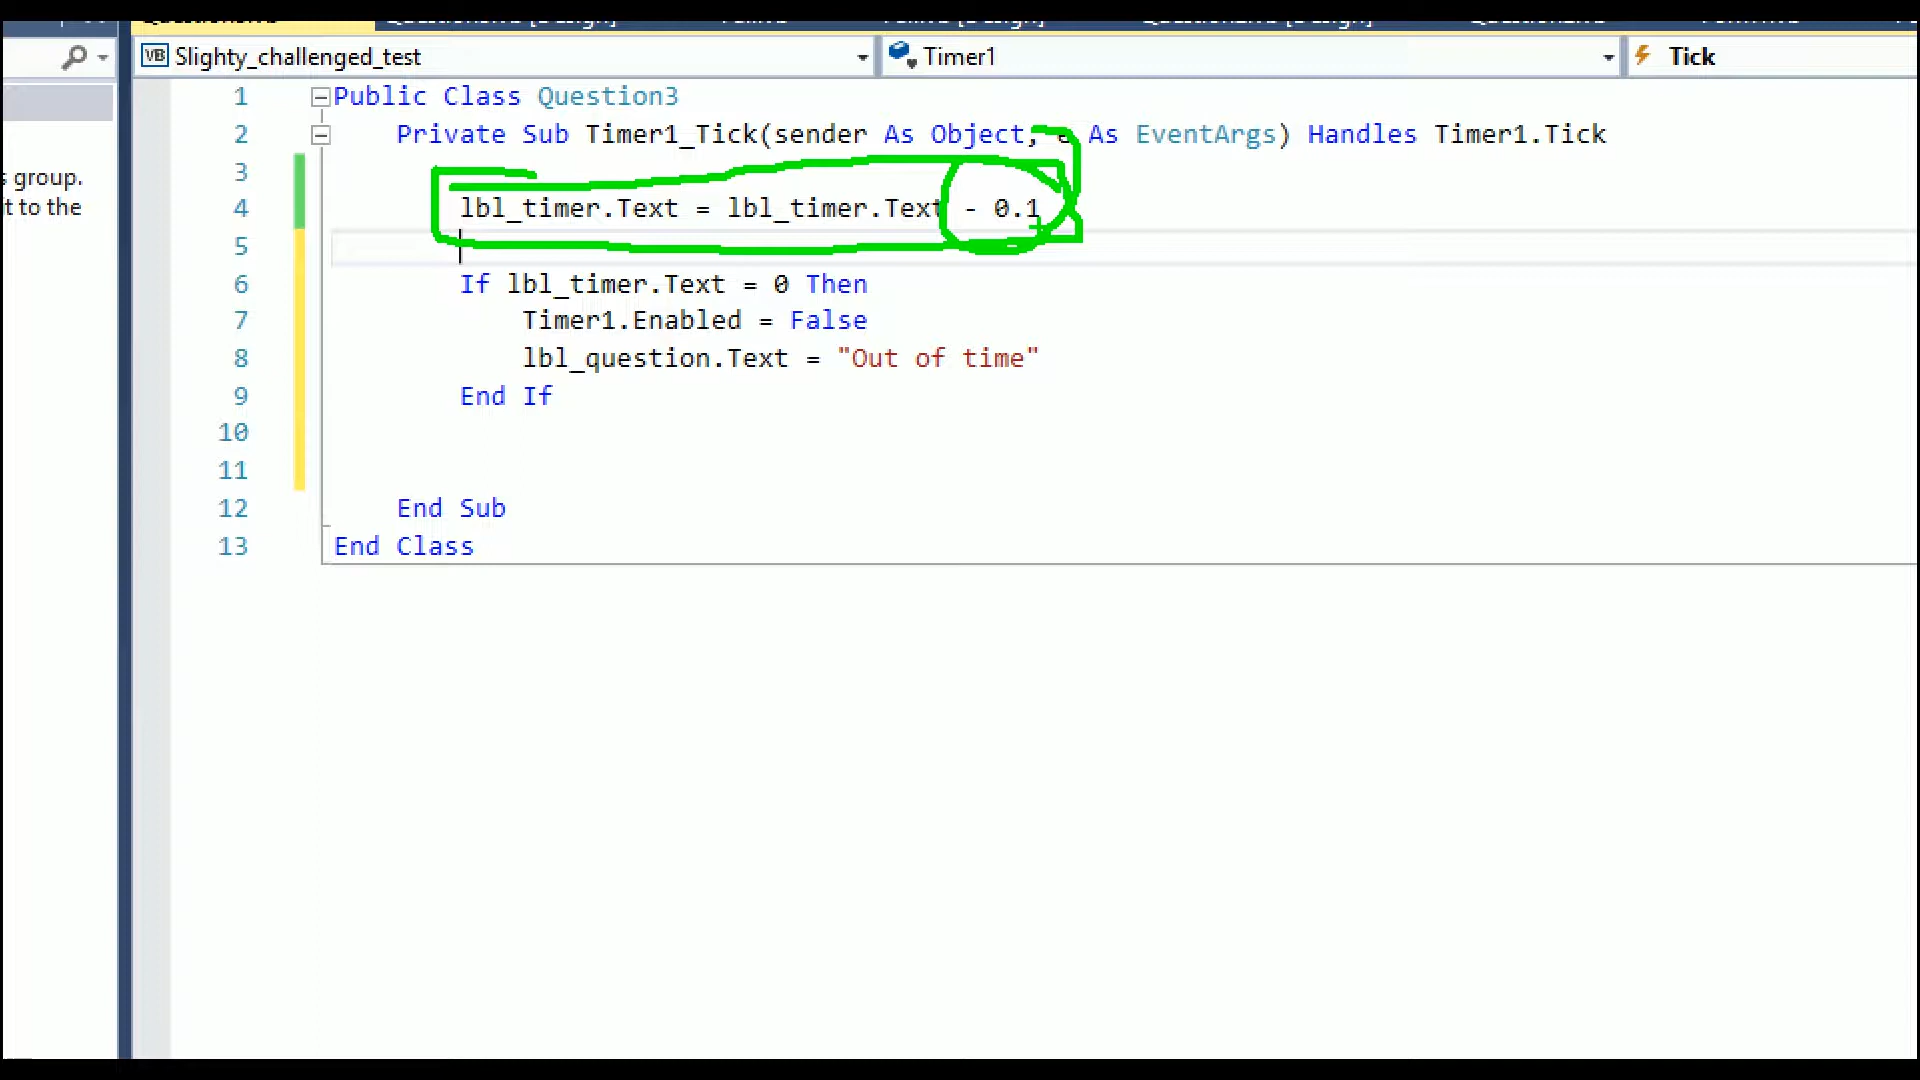 VB Slighty_challenged_test Timer1 Tick
s group.
t to the
1 Public Class Question3
2 Private Sub Timer1_Tick(sender As Object, e As EventArgs) Handles Timer1.Tick
3
4 lbl_timer.Text = lbl_timer.Text - 0.1
5
6 If lbl_timer.Text = 0 Then
7 Timer1.Enabled = False
8 lbl_question.Text = "Out of time"
9 End If
10
11
12 End Sub
13 End Class